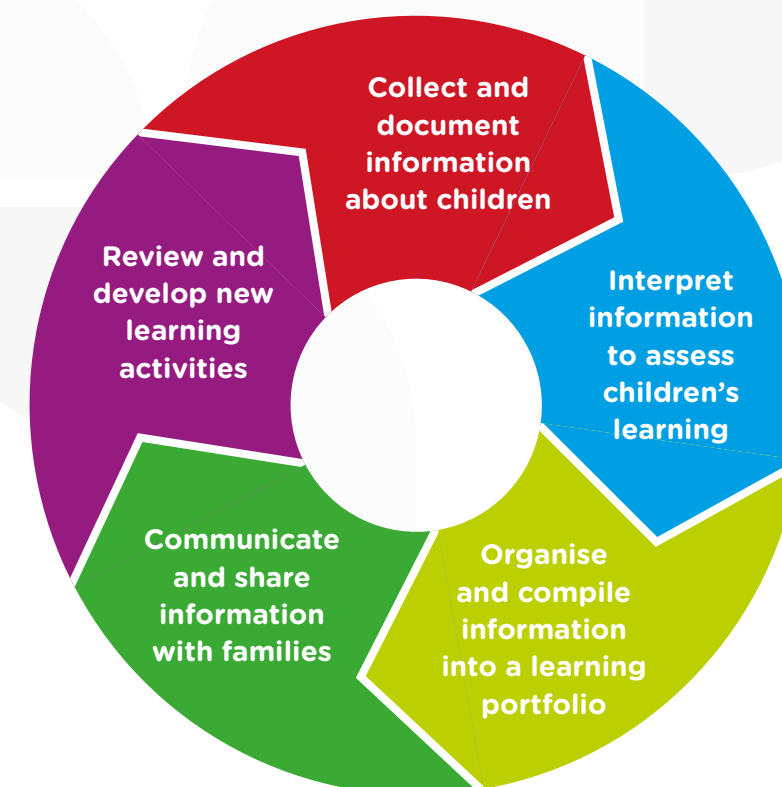 Collect and
document
information
about children
Interpret
information
to assess
children’s
learning
Organise
and compile
information
into a learning
portfolio
Communicate
and share
information
with families
Review and
develop new
learning
activities